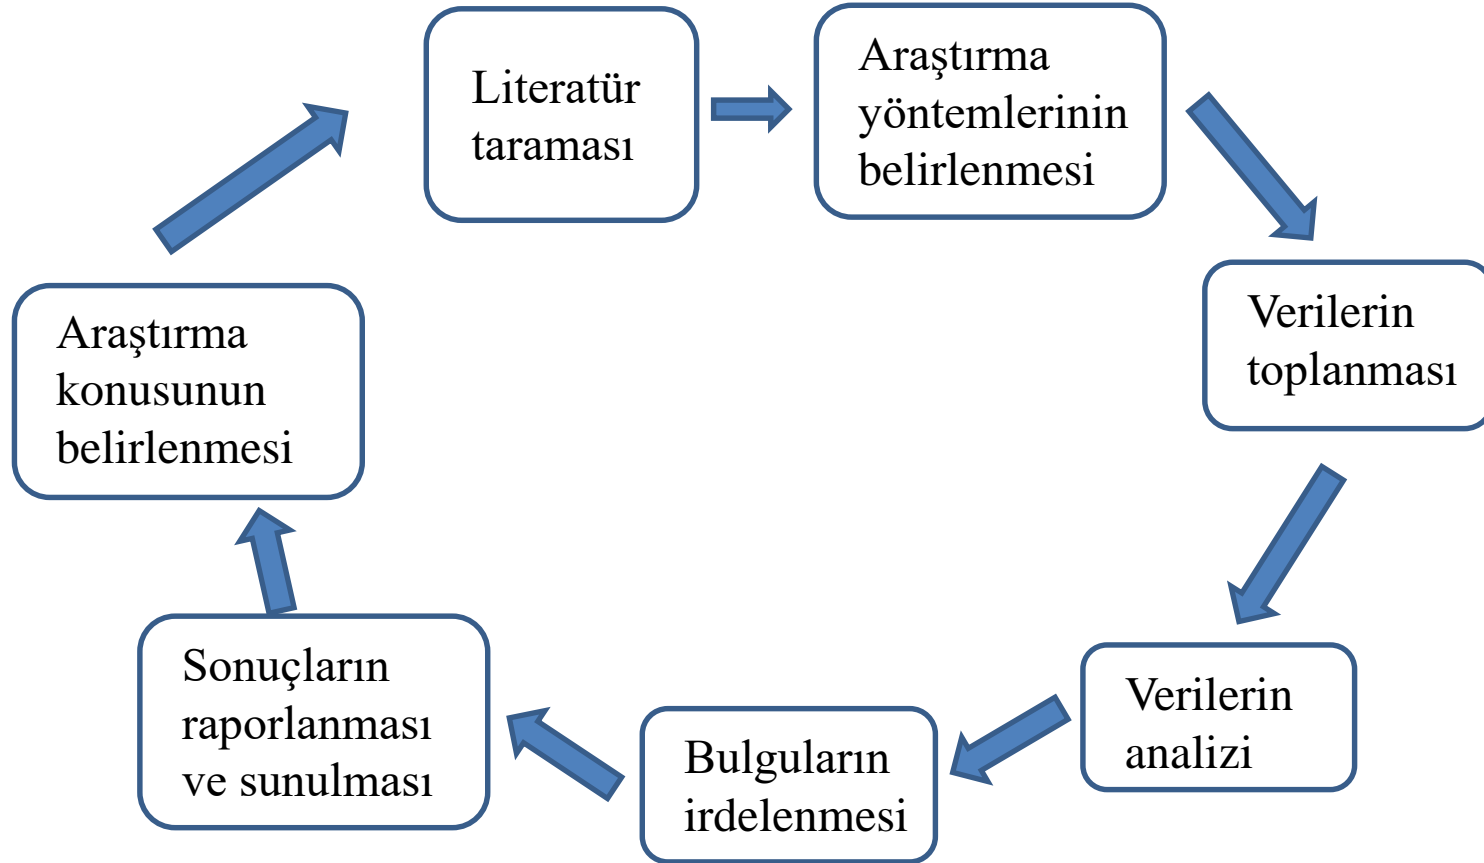 Literatür
taraması
Araştırma
yöntemlerinin
belirlenmesi
Verilerin
toplanması
Verilerin
analizi
Bulguların
irdelenmesi
Sonuçların
raporlanması
ve sunulması
Araştırma
konusunun
belirlenmesi